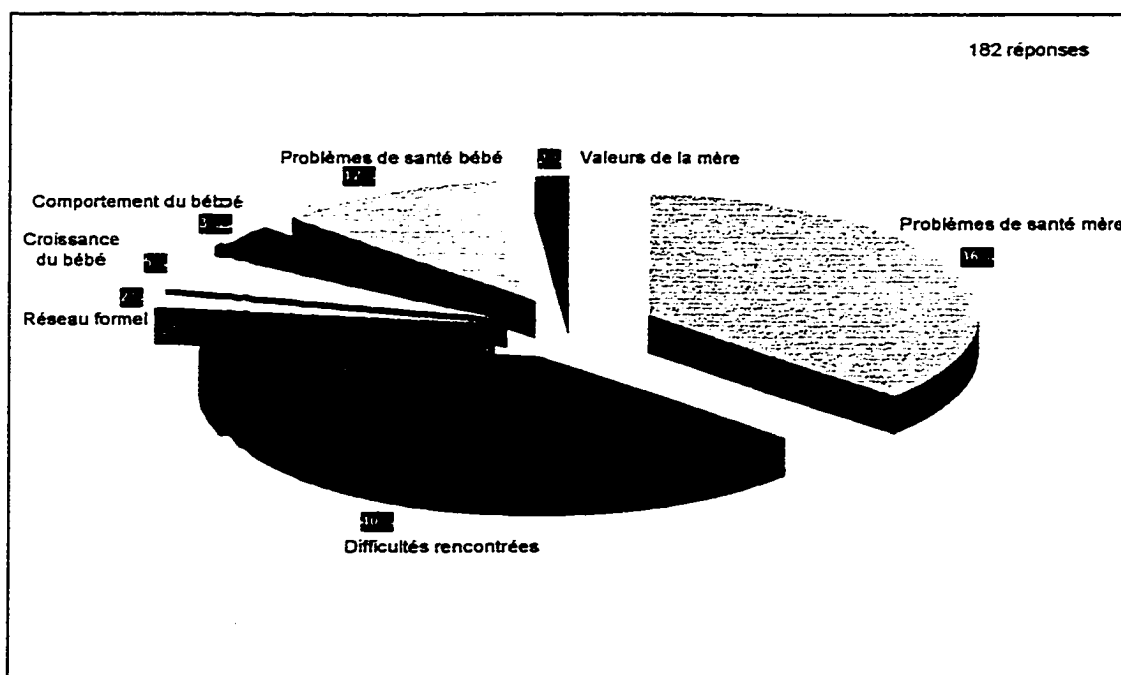 182 réponses
Problèmes de santé bébé
Valeurs de la mère
Comportement du bébé
Problèmes de santé mère
Croissance
du bébé
Réseau formel
Difficultés rencontrées